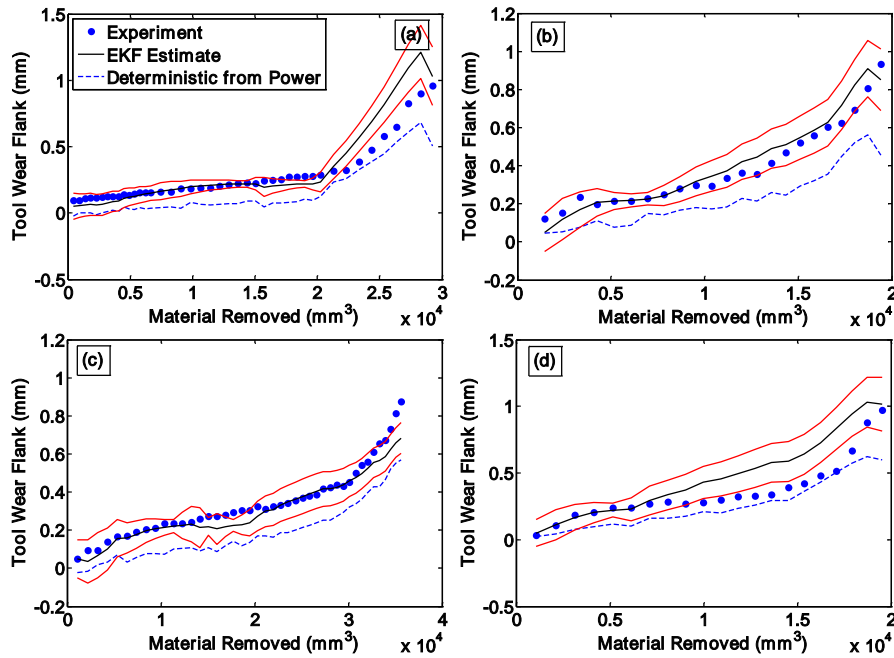 Experiment
EKF Estimate
Deterministic from Power
(a)
Tool Wear Flank (mm)
1.5
1
0.5
0
-0.5
0 0.5 1 1.5 2 2.5 3
Material Removed (mm³)
x 10⁴
(b)
Tool Wear Flank (mm)
1.2
1
0.8
0.6
0.4
0.2
0
-0.2
0 0.5 1 1.5 2
Material Removed (mm³)
x 10⁴
(c)
Tool Wear Flank (mm)
1.2
1
0.8
0.6
0.4
0.2
0
-0.2
0 1 2 3 4
Material Removed (mm³)
x 10⁴
(d)
Tool Wear Flank (mm)
1.5
1
0.5
0
-0.5
0 0.5 1 1.5 2
Material Removed (mm³)
x 10⁴